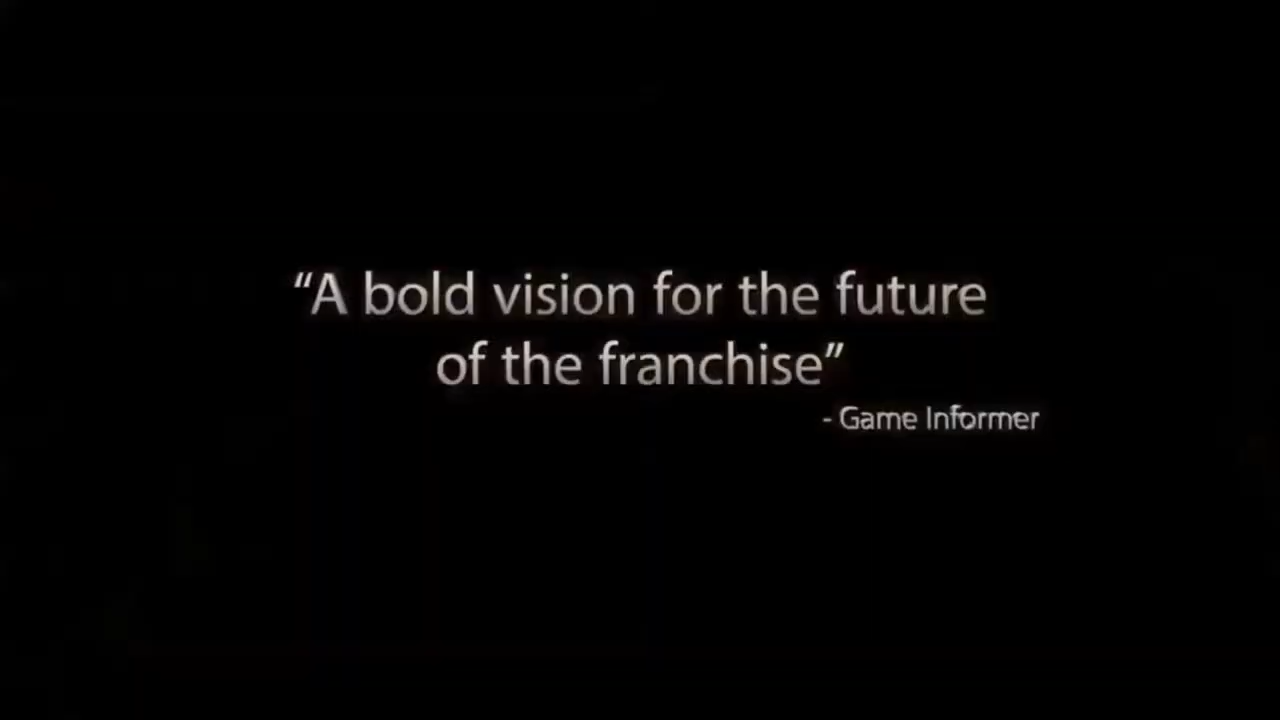 “A bold vision for the future
of the franchise”
- Game Informer